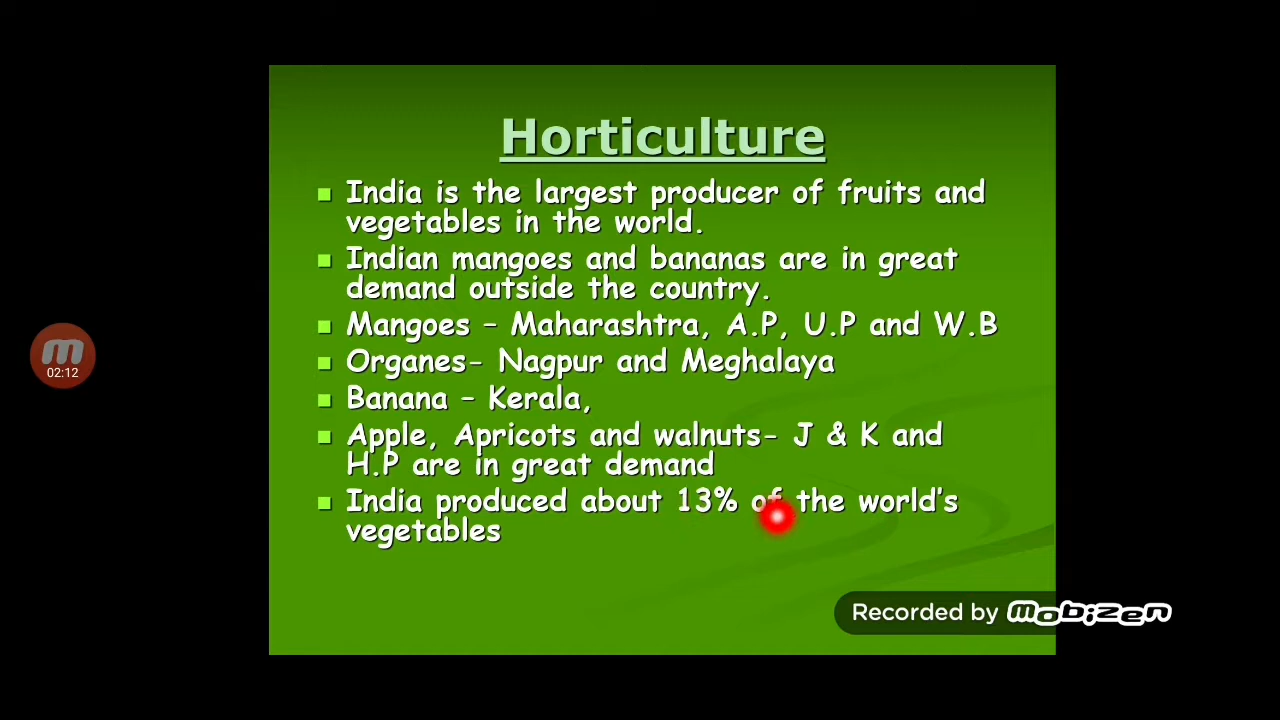 Horticulture
India is the largest producer of fruits and
vegetables in the world.
Indian mangoes and bananas are in great
demand outside the country.
Mangoes – Maharashtra, A.P, U.P and W.B
Organes- Nagpur and Meghalaya
Banana – Kerala,
Apple, Apricots and walnuts- J & K and
H.P are in great demand
India produced about 13% of the world's
vegetables
02:12
Recorded by Mobizen